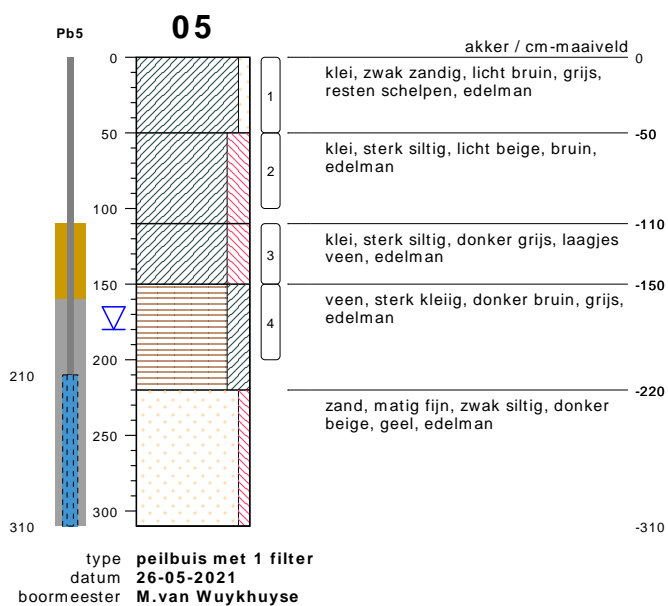 05
Pb5
akker / cm-maaiveld
0
0
klei, zwak zandig, licht bruin, grijs,
resten schelpen, edelman
1
50
-50
klei, sterk siltig, licht beige, bruin,
edelman
2
100
-110
klei, sterk siltig, donker grijs, laagjes
veen, edelman
3
150
-150
veen, sterk kleiig, donker bruin, grijs,
edelman
4
200
210
-220
zand, matig fijn, zwak siltig, donker
beige, geel, edelman
250
300
310
-310
type peilbuis met 1 filter
datum 26-05-2021
boormeester M.van Wuykhuyse